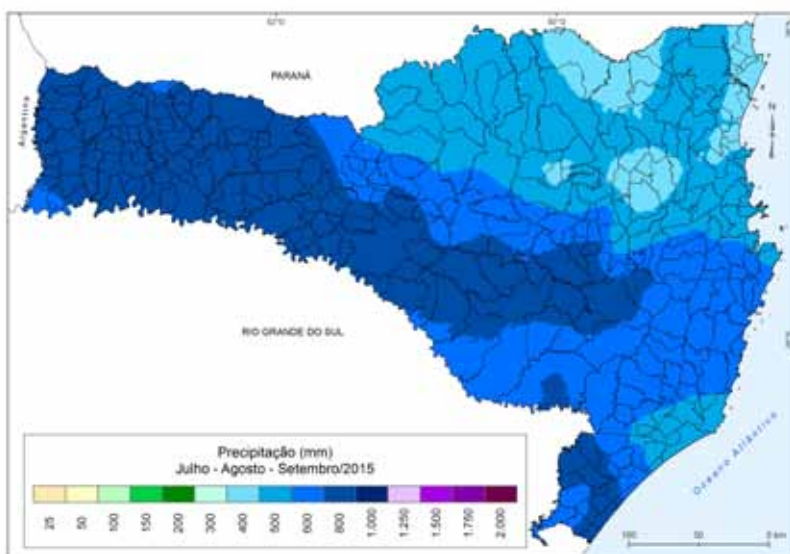 PARANÁ
Argentina
N
RIO GRANDE DO SUL
Oceano Atlântico
Precipitação (mm)
Julho - Agosto - Setembro/2015
25 50 100 150 200 300 400 500 600 800 1.000 1.250 1.500 1.750 2.000
100 50 0 km